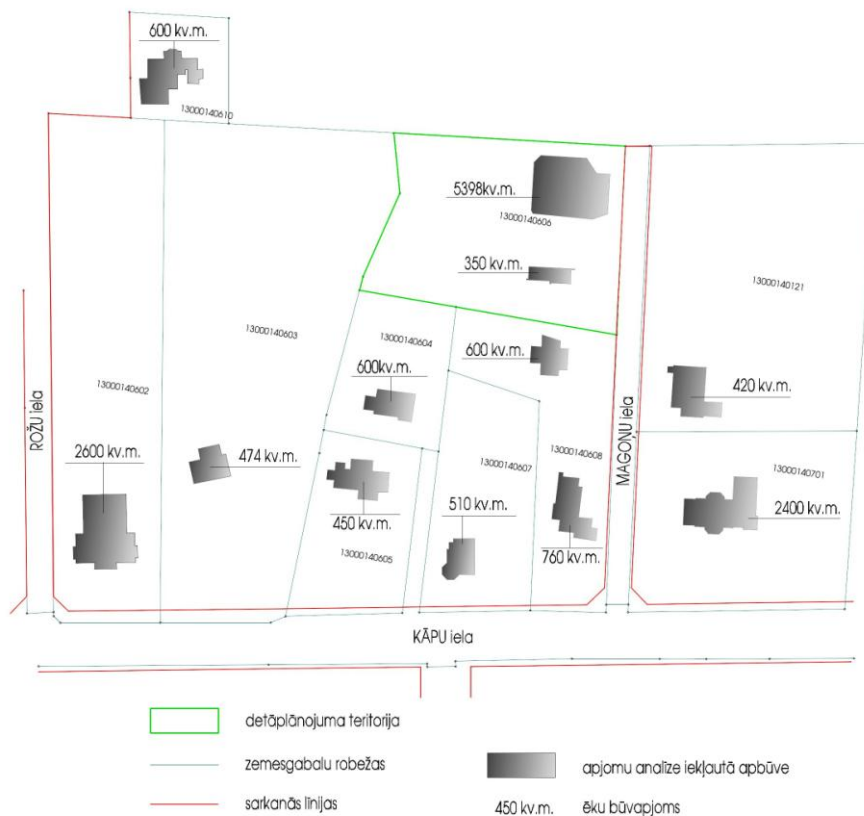 600 kv.m.
13000140610
5398kv.m.
13000140606
350 kv.m.
13000140121
13000140603
13000140604
600kv.m.
600 kv.m.
420 kv.m.
13000140602
ROŽU iela
MAGOŅU iela
2600 kv.m.
474 kv.m.
450 kv.m.
13000140605
13000140607
510 kv.m.
13000140608
760 kv.m.
13000140701
2400 kv.m.
KĀPU iela
detāplānojuma teritorija
zemesgabalu robežas
sarkanās līnijas
apjomu analīze iekļautā apbūve
450 kv.m.
ēku būvapjoms